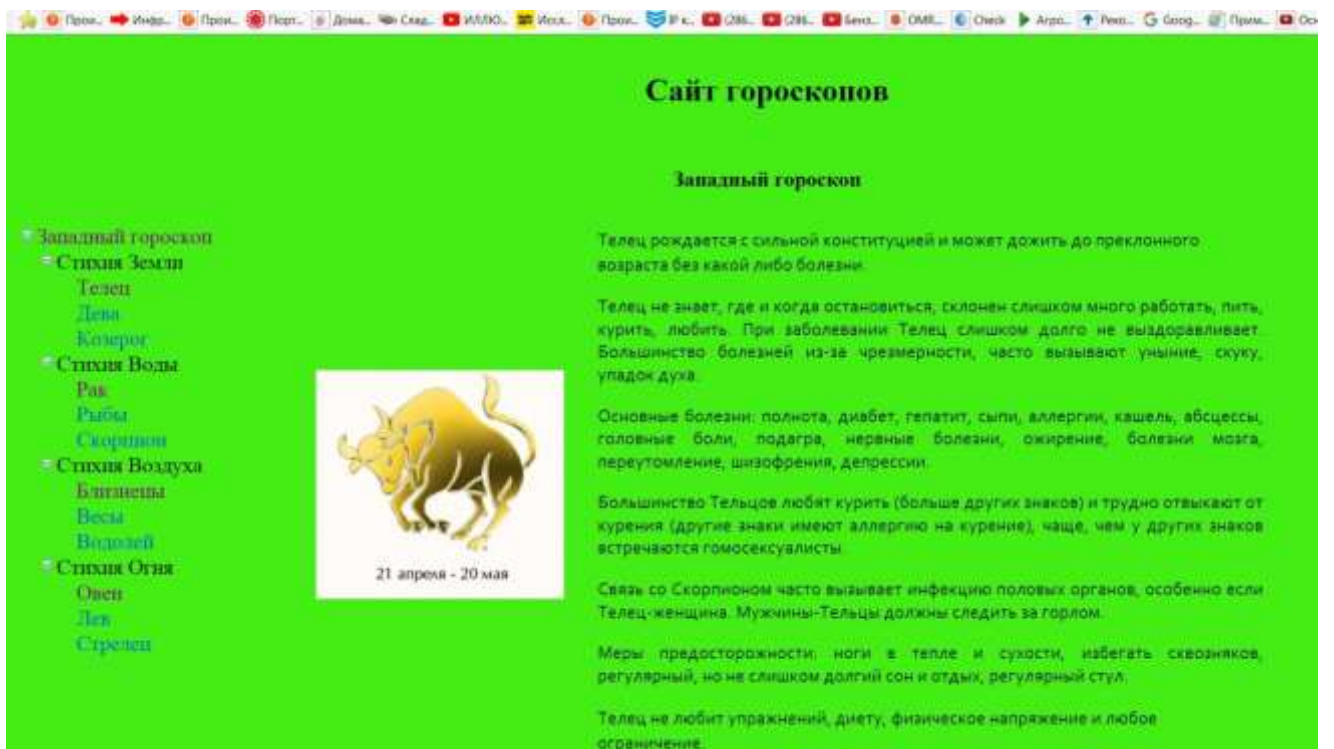 Сайт гороскопов
Западный гороскоп
Западный гороскоп
Стихия Земли
Телец
Дева
Козерог
Стихия Воды
Рак
Рыбы
Скорпион
Стихия Воздуха
Близнецы
Весы
Водолей
Стихия Огня
Овен
Лев
Стрелец
21 апреля - 20 мая
Телец рождается с сильной конституцией и может дожить до преклонного
возраста без какой либо болезни.
Телец не знает, где и когда остановиться, склонен слишком много работать, пить,
курить, любить. При заболевании Телец слишком долго не выздоравливает.
Большинство болезней из-за чрезмерности, часто вызывают уныние, скуку,
упадок духа.
Основные болезни: полнота, диабет, гепатит, сыпи, аллергии, кашель, абсцессы,
головные боли, подагра, нервные болезни, ожирение, болезни мозга,
переутомление, шизофрения, депрессии.
Большинство Тельцов любят курить (больше других знаков) и трудно отвыкают от
курения (другие знаки имеют аллергию на курение), чаще, чем у других знаков
встречаются гомосексуалисты.
Связь со Скорпионом часто вызывает инфекцию половых органов, особенно если
Телец-женщина. Мужчины-Тельцы должны следить за горлом.
Меры предосторожности: ноги в тепле и сухости, избегать сквозняков,
регулярный, но не слишком долгий сон и отдых, регулярный стул.
Телец не любит упражнений, диету, физическое напряжение и любое
ограничение.